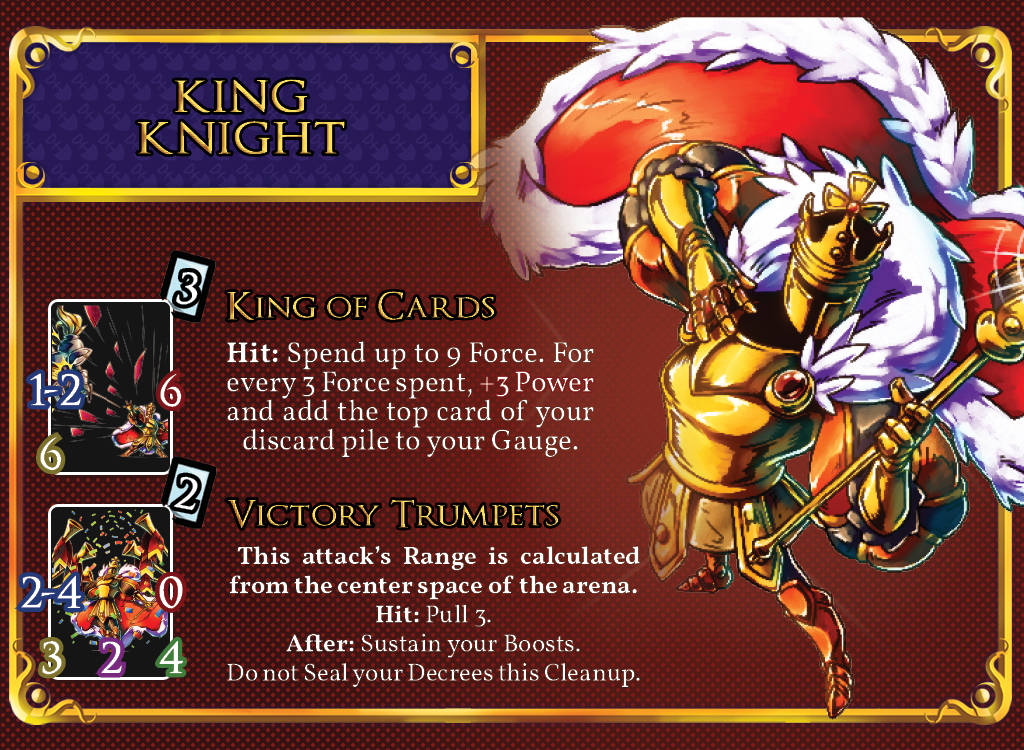 KING
KNIGHT
3
KING OF CARDS
1-2
6
6
Hit: Spend up to 9 Force. For
every 3 Force spent, +3 Power
and add the top card of your
discard pile to your Gauge.
2
VICTORY TRUMPETS
2-4
0
3
2
4
This attack's Range is calculated
from the center space of the arena.
Hit: Pull 3.
After: Sustain your Boosts.
Do not Seal your Decrees this Cleanup.